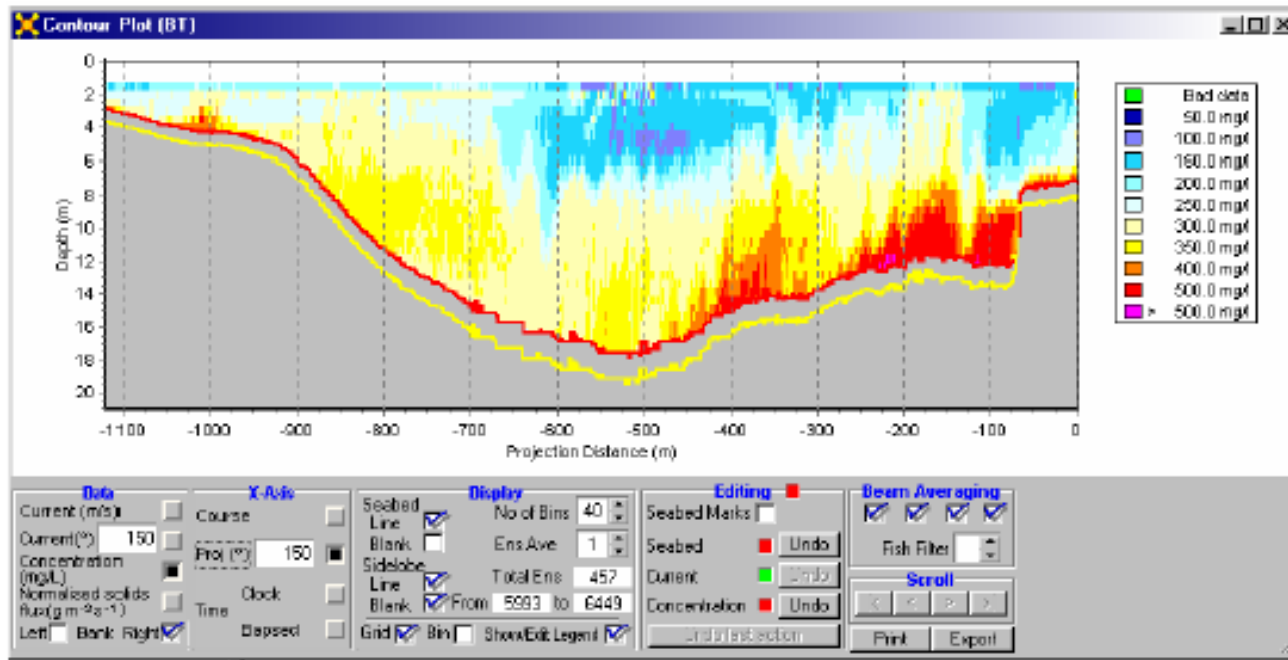 Contour Plot (BT)
0
2
4
6
8
10
12
14
16
18
20
Depth (m)
-1100 -1000 -900 -800 -700 -600 -500 -400 -300 -200 -100 0
Projection Distance (m)
Bad data
50.0 mg/l
100.0 mg/l
200.0 mg/l
250.0 mg/l
300.0 mg/l
350.0 mg/l
400.0 mg/l
500.0 mg/l
> 500.0 mg/l
Data
Current (m/s)
Current(°) 150
Concentration
(mg/L)
Normalised solids
flux(g m⁻²s⁻¹)
Left Bank Right
X-Axis
Course
Proj (°) 150
Clock
Time
Elapsed
Display
Seabed
Line
Blank
Sidelobe
Line
Blank
No of Bins 40
Ens Ave 1
Total Ens 457
From 5993 to 6449
Grid Bin Show/Edit Legend
Editing
Seabed Marks
Seabed Undo
Current Undo
Concentration Undo
Undo last action
Beam Averaging
Fish Filter
Scroll
< < > >
Print Export